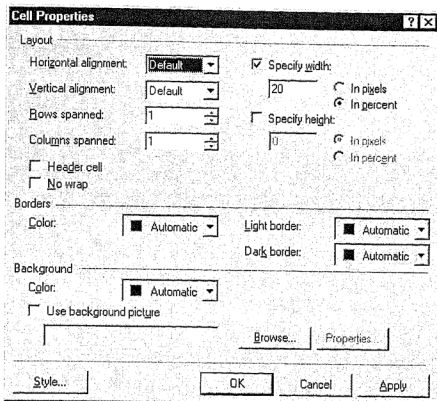 Cell Properties
Layout
Horizontal alignment: Default
Specify width:
20
In pixels
In percent
Vertical alignment: Default
Rows spanned: 1
Specify height:
0
In pixels
In percent
Columns spanned: 1
Header cell
No wrap
Borders
Color: Automatic
Light border: Automatic
Dark border: Automatic
Background
Color: Automatic
Use background picture
Browse... Properties...
Style... OK Cancel Apply